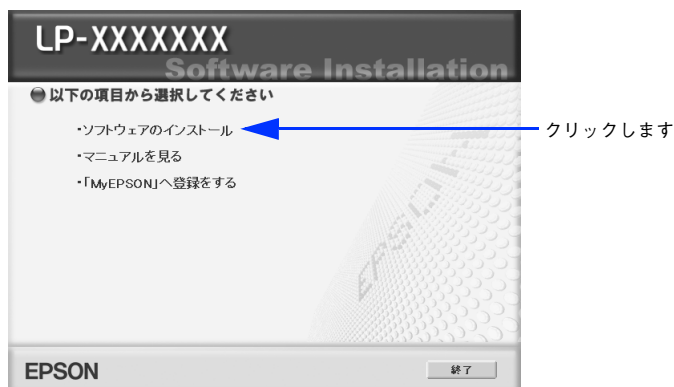 LP-XXXXXXX
Software Installation
以下の項目から選択してください
・ソフトウェアのインストール
クリックします
・マニュアルを見る
・「MyEPSON」へ登録をする
EPSON
EPSON
終了